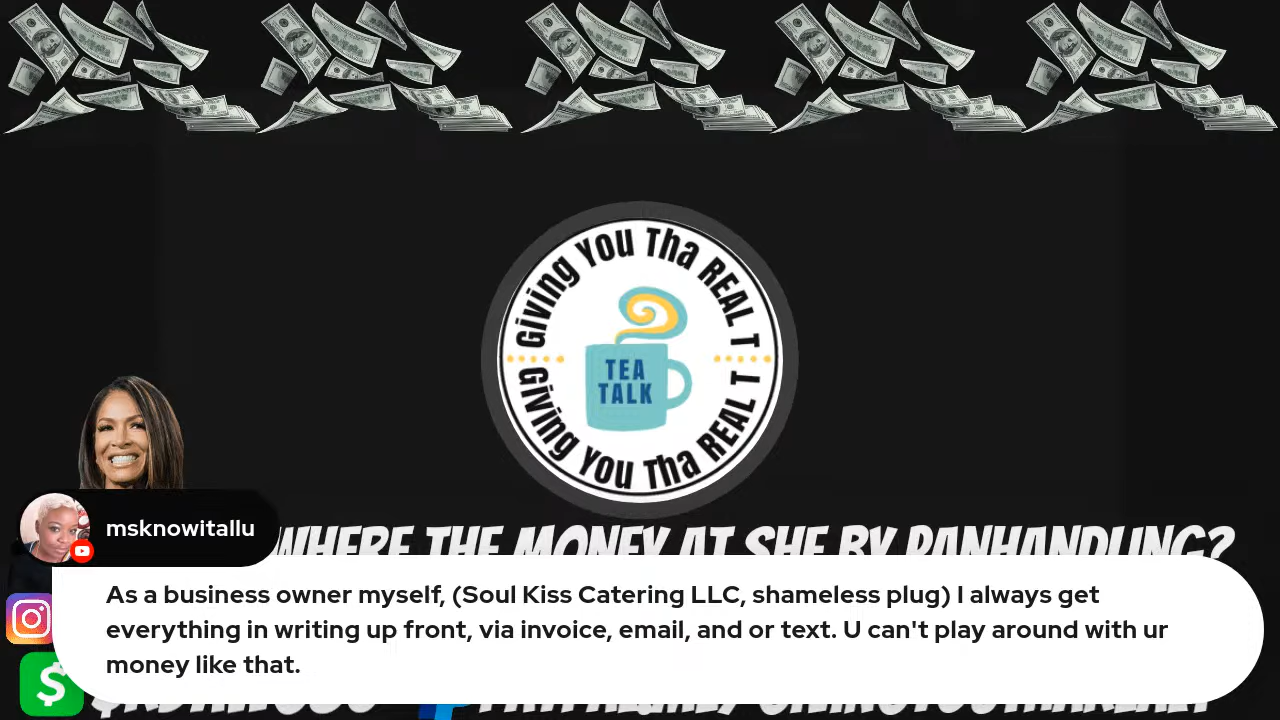 Giving You Tha REAL T
TEA
TALK
Giving You Tha REAL T
WHERE THE MONEY AT SHE BY PANHANDLING?
msknowitallu
As a business owner myself, (Soul Kiss Catering LLC, shameless plug) I always get
everything in writing up front, via invoice, email, and or text. U can't play around with ur
money like that.